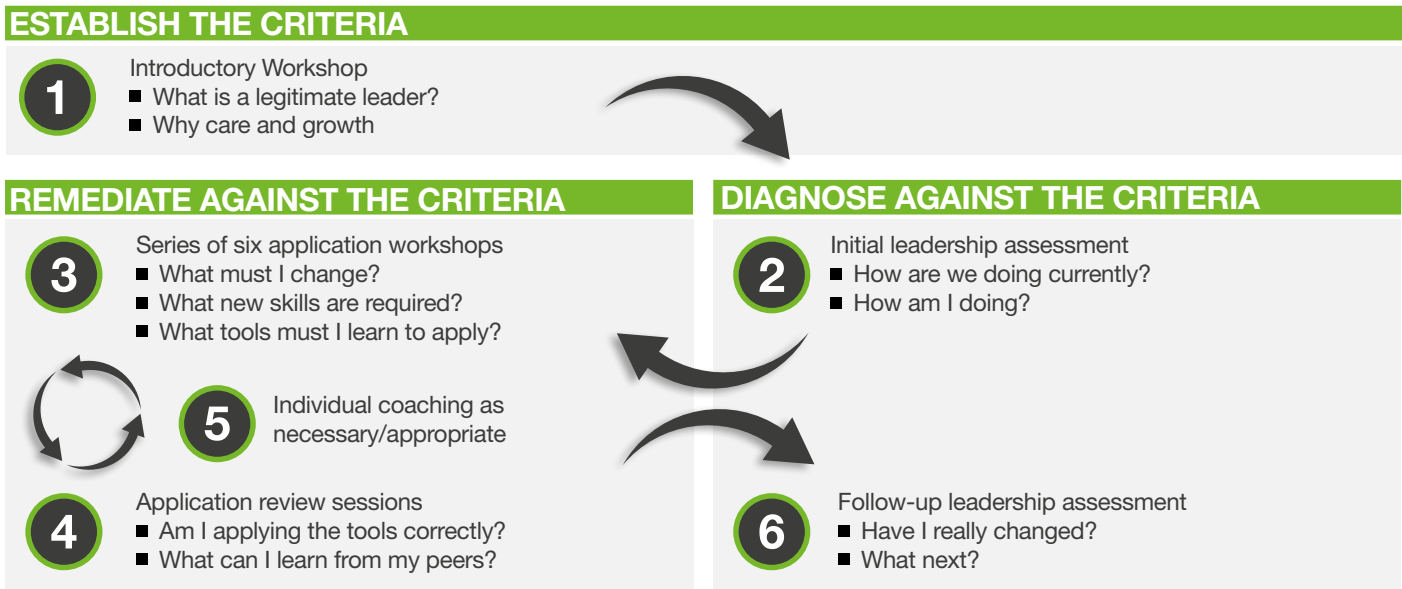 ESTABLISH THE CRITERIA
1
Introductory Workshop
■ What is a legitimate leader?
■ Why care and growth
REMEDIATE AGAINST THE CRITERIA
3
Series of six application workshops
■ What must I change?
■ What new skills are required?
■ What tools must I learn to apply?
5
Individual coaching as
necessary/appropriate
4
Application review sessions
■ Am I applying the tools correctly?
■ What can I learn from my peers?
DIAGNOSE AGAINST THE CRITERIA
2
Initial leadership assessment
■ How are we doing currently?
■ How am I doing?
6
Follow-up leadership assessment
■ Have I really changed?
■ What next?